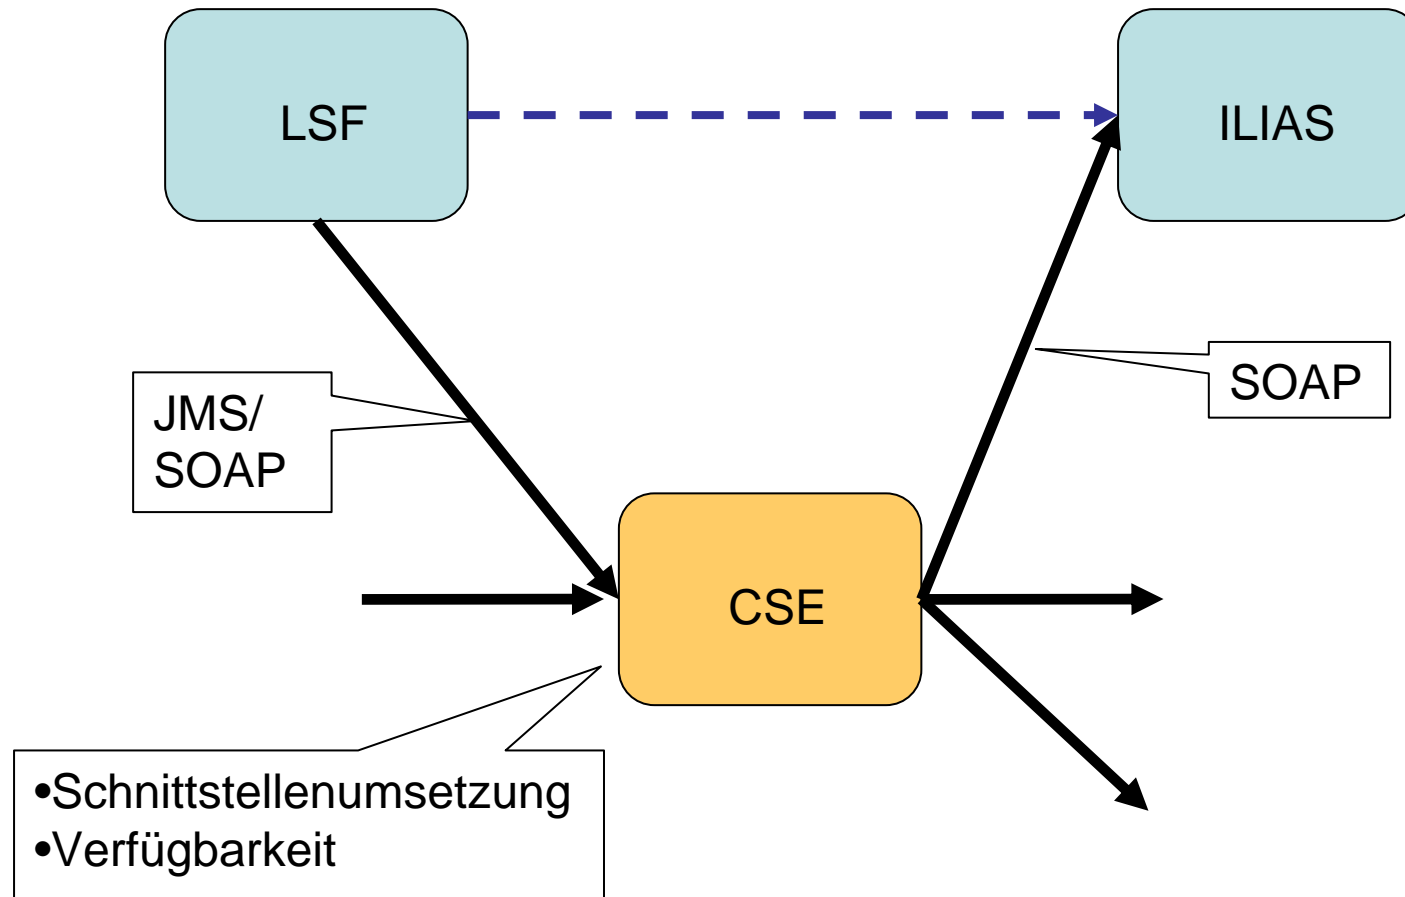 LSF
ILIAS
JMS/
SOAP
SOAP
CSE
•Schnittstellenumsetzung
•Verfügbarkeit